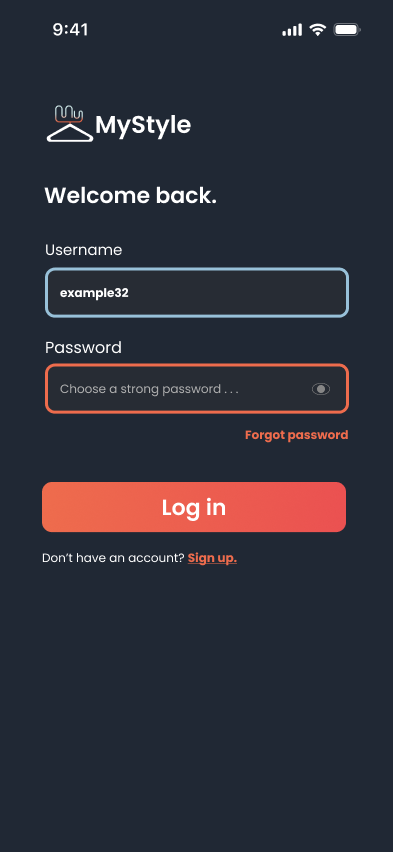 9:41
My
MyStyle
Welcome back.
Username
example32
Password
Choose a strong password . . .
Forgot password
Log in
Don’t have an account? Sign up.